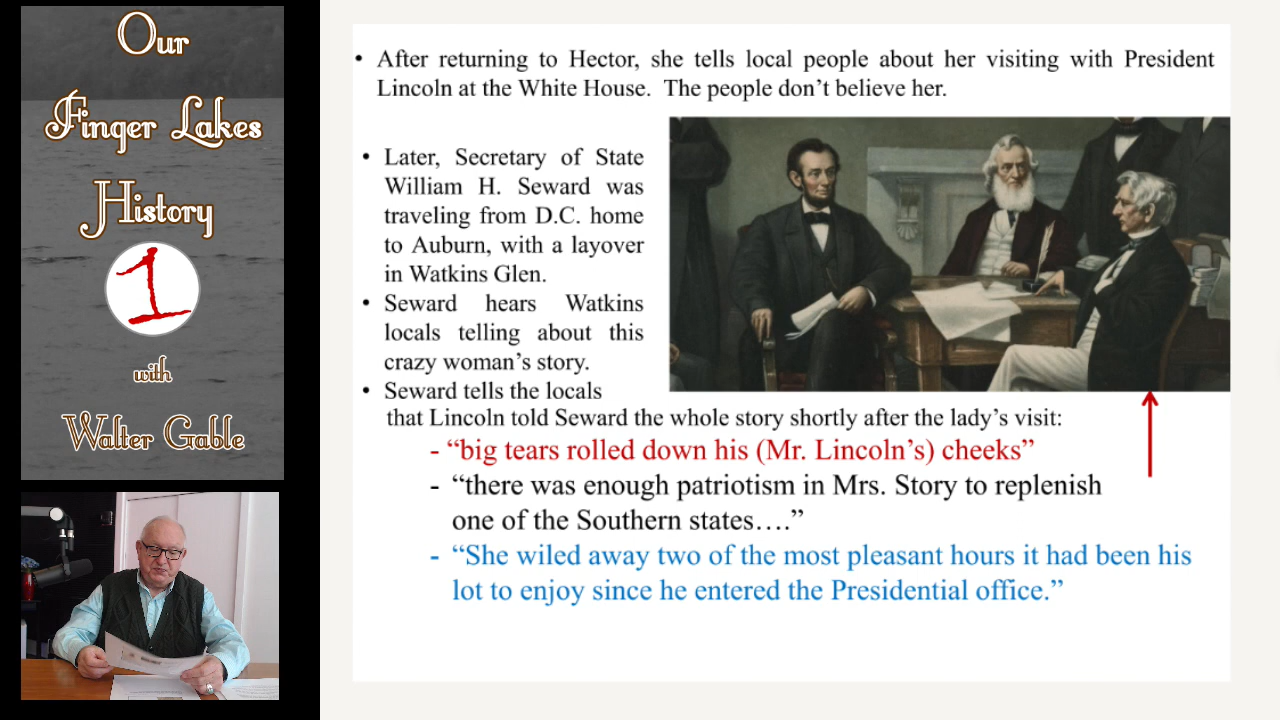 Our
Finger Lakes
History
1
with
Walter Gable
• After returning to Hector, she tells local people about her visiting with President
Lincoln at the White House. The people don’t believe her.
• Later, Secretary of State
William H. Seward was
traveling from D.C. home
to Auburn, with a layover
in Watkins Glen.
• Seward hears Watkins
locals telling about this
crazy woman’s story.
• Seward tells the locals
that Lincoln told Seward the whole story shortly after the lady’s visit:
- “big tears rolled down his (Mr. Lincoln’s) cheeks”
- “there was enough patriotism in Mrs. Story to replenish
one of the Southern states….”
- “She wiled away two of the most pleasant hours it had been his
lot to enjoy since he entered the Presidential office.”